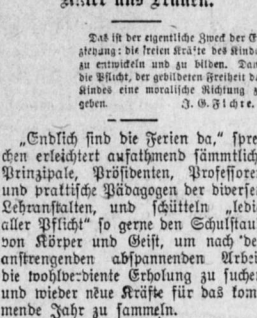 und
Das ist der eigentliche Zweck der E
ziehung: die freien Kräfte des Kinde
zu entwickeln und zu bilden. Dan
die Pflicht, der gebildeten Freiheit d
Kindes eine moralische Richtung z
geben. J. G. Fichte.
„Endlich sind die Ferien da,“ spre
chen erleichtert aufathmend sämmtlich
Prinzipale, Präsidenten, Professore
und praktische Pädagogen der diverse
Lehranstalten, und schütteln „ledi
aller Pflicht“ so gerne den Schulstau
von Körper und Geist, um nach de
anstrengenden abspannenden Arbei
die wohlverdiente Erholung zu suche
und wieder neue Kräfte für das kom
mende Jahr zu sammeln.